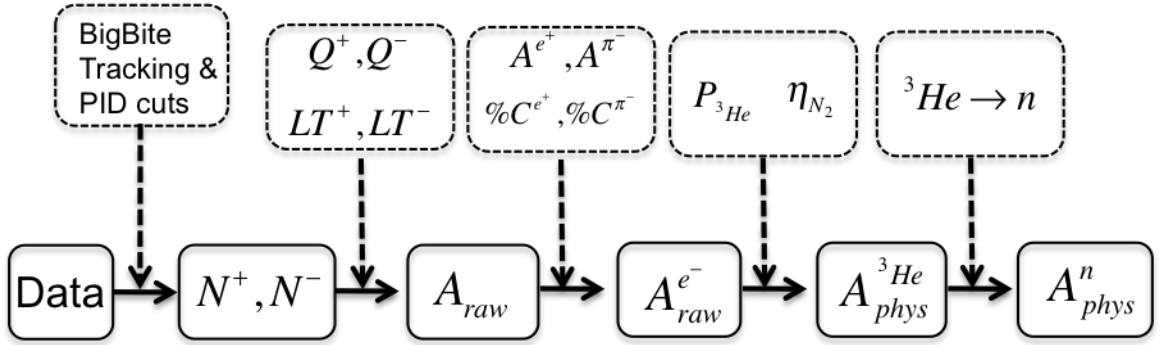 BigBite
Tracking &
PID cuts
Q⁺,Q⁻
LT⁺,LT⁻
A^{e⁺},A^{π⁻}
%C^{e⁺},%C^{π⁻}
P_{³He} η_{N₂}
³He → n
Data
N⁺,N⁻
A_{raw}
A_{raw}^{e⁻}
A_{phys}^{³He}
A_{phys}^{n}